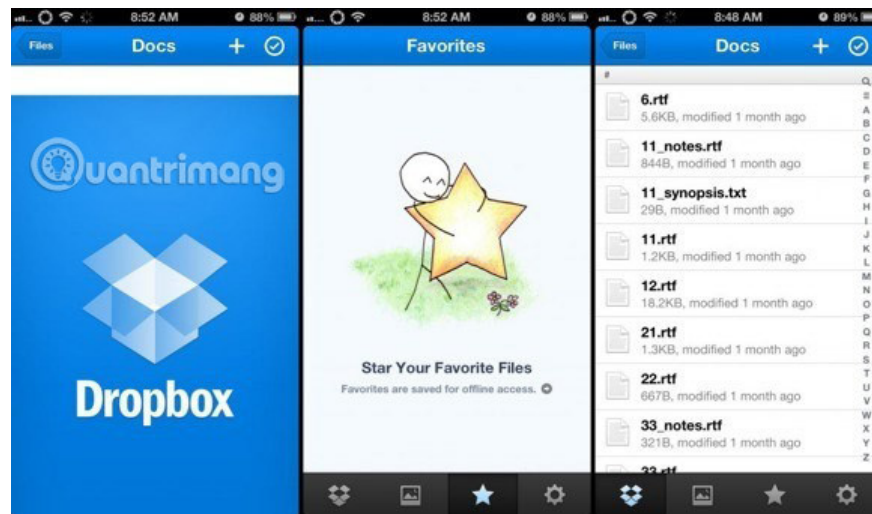 8:52 AM
88%
Files
Docs
Quantrimang
Dropbox
8:52 AM
88%
Favorites
Star Your Favorite Files
Favorites are saved for offline access.
8:48 AM
89%
Files
Docs
#
6.rtf
5.6KB, modified 1 month ago
11_notes.rtf
844B, modified 1 month ago
11_synopsis.txt
29B, modified 1 month ago
11.rtf
1.2KB, modified 1 month ago
12.rtf
18.2KB, modified 1 month ago
21.rtf
1.3KB, modified 1 month ago
22.rtf
667B, modified 1 month ago
33_notes.rtf
321B, modified 1 month ago
33.rtf
#
A
B
C
D
E
F
G
H
I
J
K
L
M
N
O
P
Q
R
S
T
U
V
W
X
Y
Z